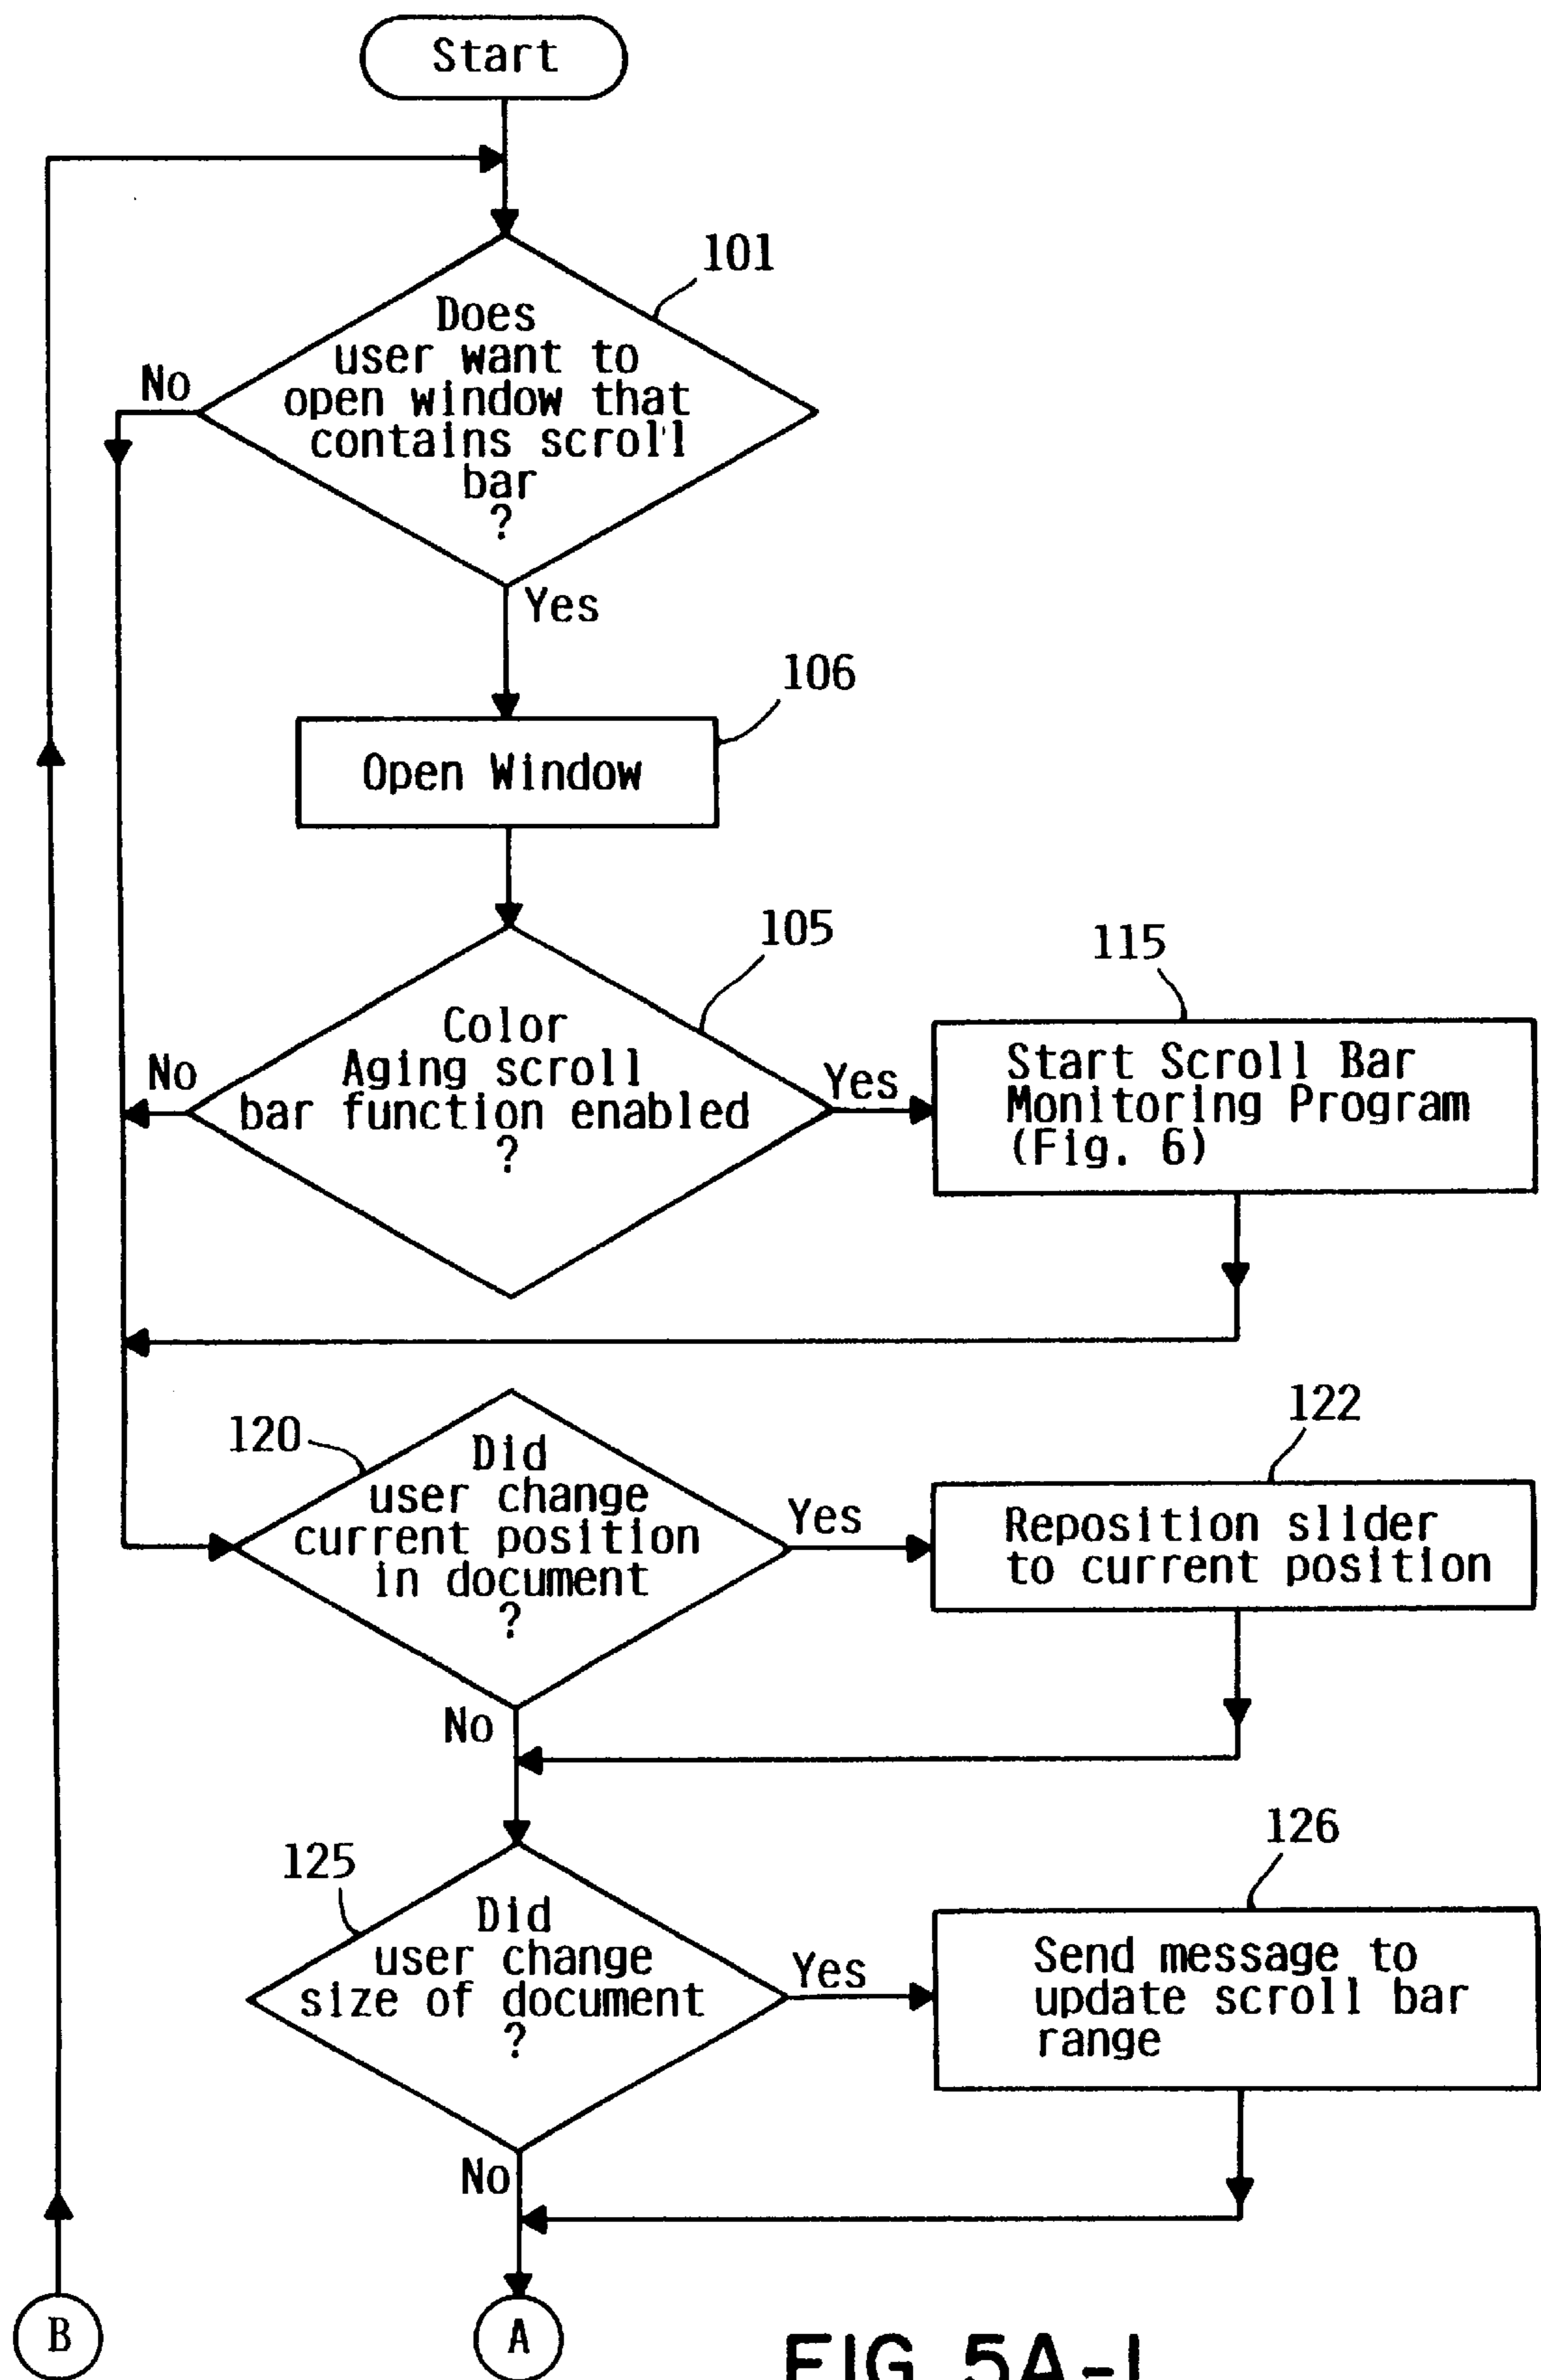 Start
101
Does
user want to
open window that
contains scroll
bar
?
No
Yes
106
Open Window
105
Color
Aging scroll
bar function enabled
?
No
Yes
115
Start Scroll Bar
Monitoring Program
(Fig. 6)
120
Did
user change
current position
in document
?
Yes
No
122
Reposition slider
to current position
125
Did
user change
size of document
?
Yes
No
126
Send message to
update scroll bar
range
B
A
FIG. 5A-1